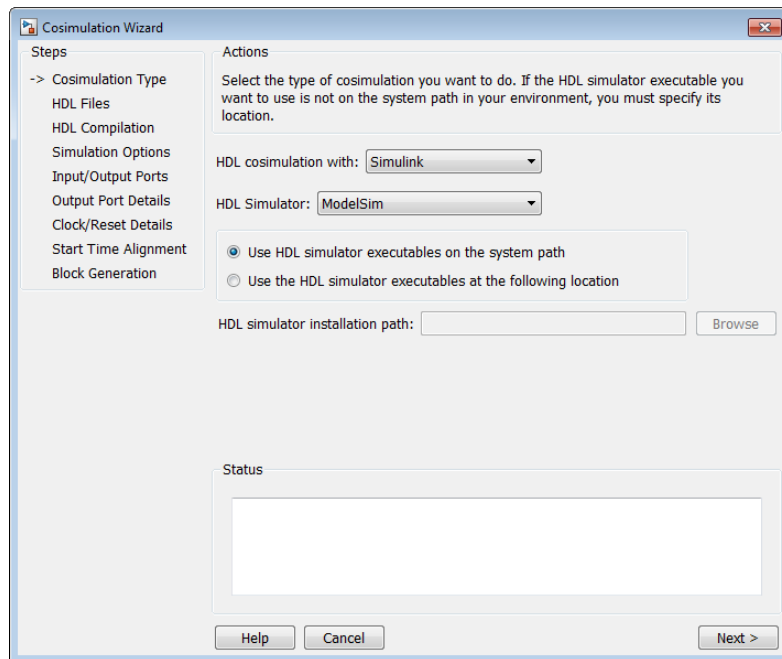 Cosimulation Wizard
Steps
-> Cosimulation Type
HDL Files
HDL Compilation
Simulation Options
Input/Output Ports
Output Port Details
Clock/Reset Details
Start Time Alignment
Block Generation
Actions
Select the type of cosimulation you want to do. If the HDL simulator executable you
want to use is not on the system path in your environment, you must specify its
location.
HDL cosimulation with: Simulink
HDL Simulator: ModelSim
Use HDL simulator executables on the system path
Use the HDL simulator executables at the following location
HDL simulator installation path: Browse
Status
Help Cancel Next >